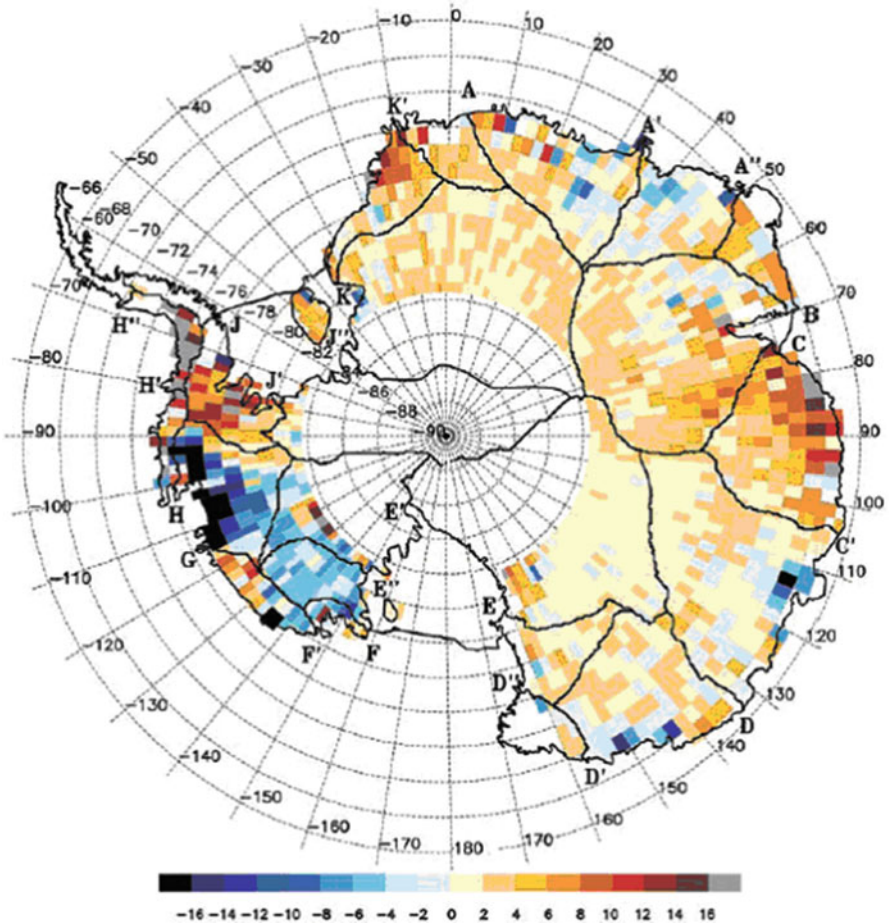 -10 0 10
-20 20
-30 30
-40 40
K' A A'
-50 A'' 50
-66
-60 -68 60
-70
-72
-74 70
-70 -76 K B
H''' J -78
-80 J'' C
-82
-80 H' J' -84 80
-86
-88
-90 -90 90
-100 H E' 100
G C'
-110 E'' 110
E
-120 F' F 120
D'' 130
-130 D
-140 D' 140
-150 150
-160 160
-170 180 170
-16 -14 -12 -10 -8 -6 -4 -2 0 2 4 6 8 10 12 14 16